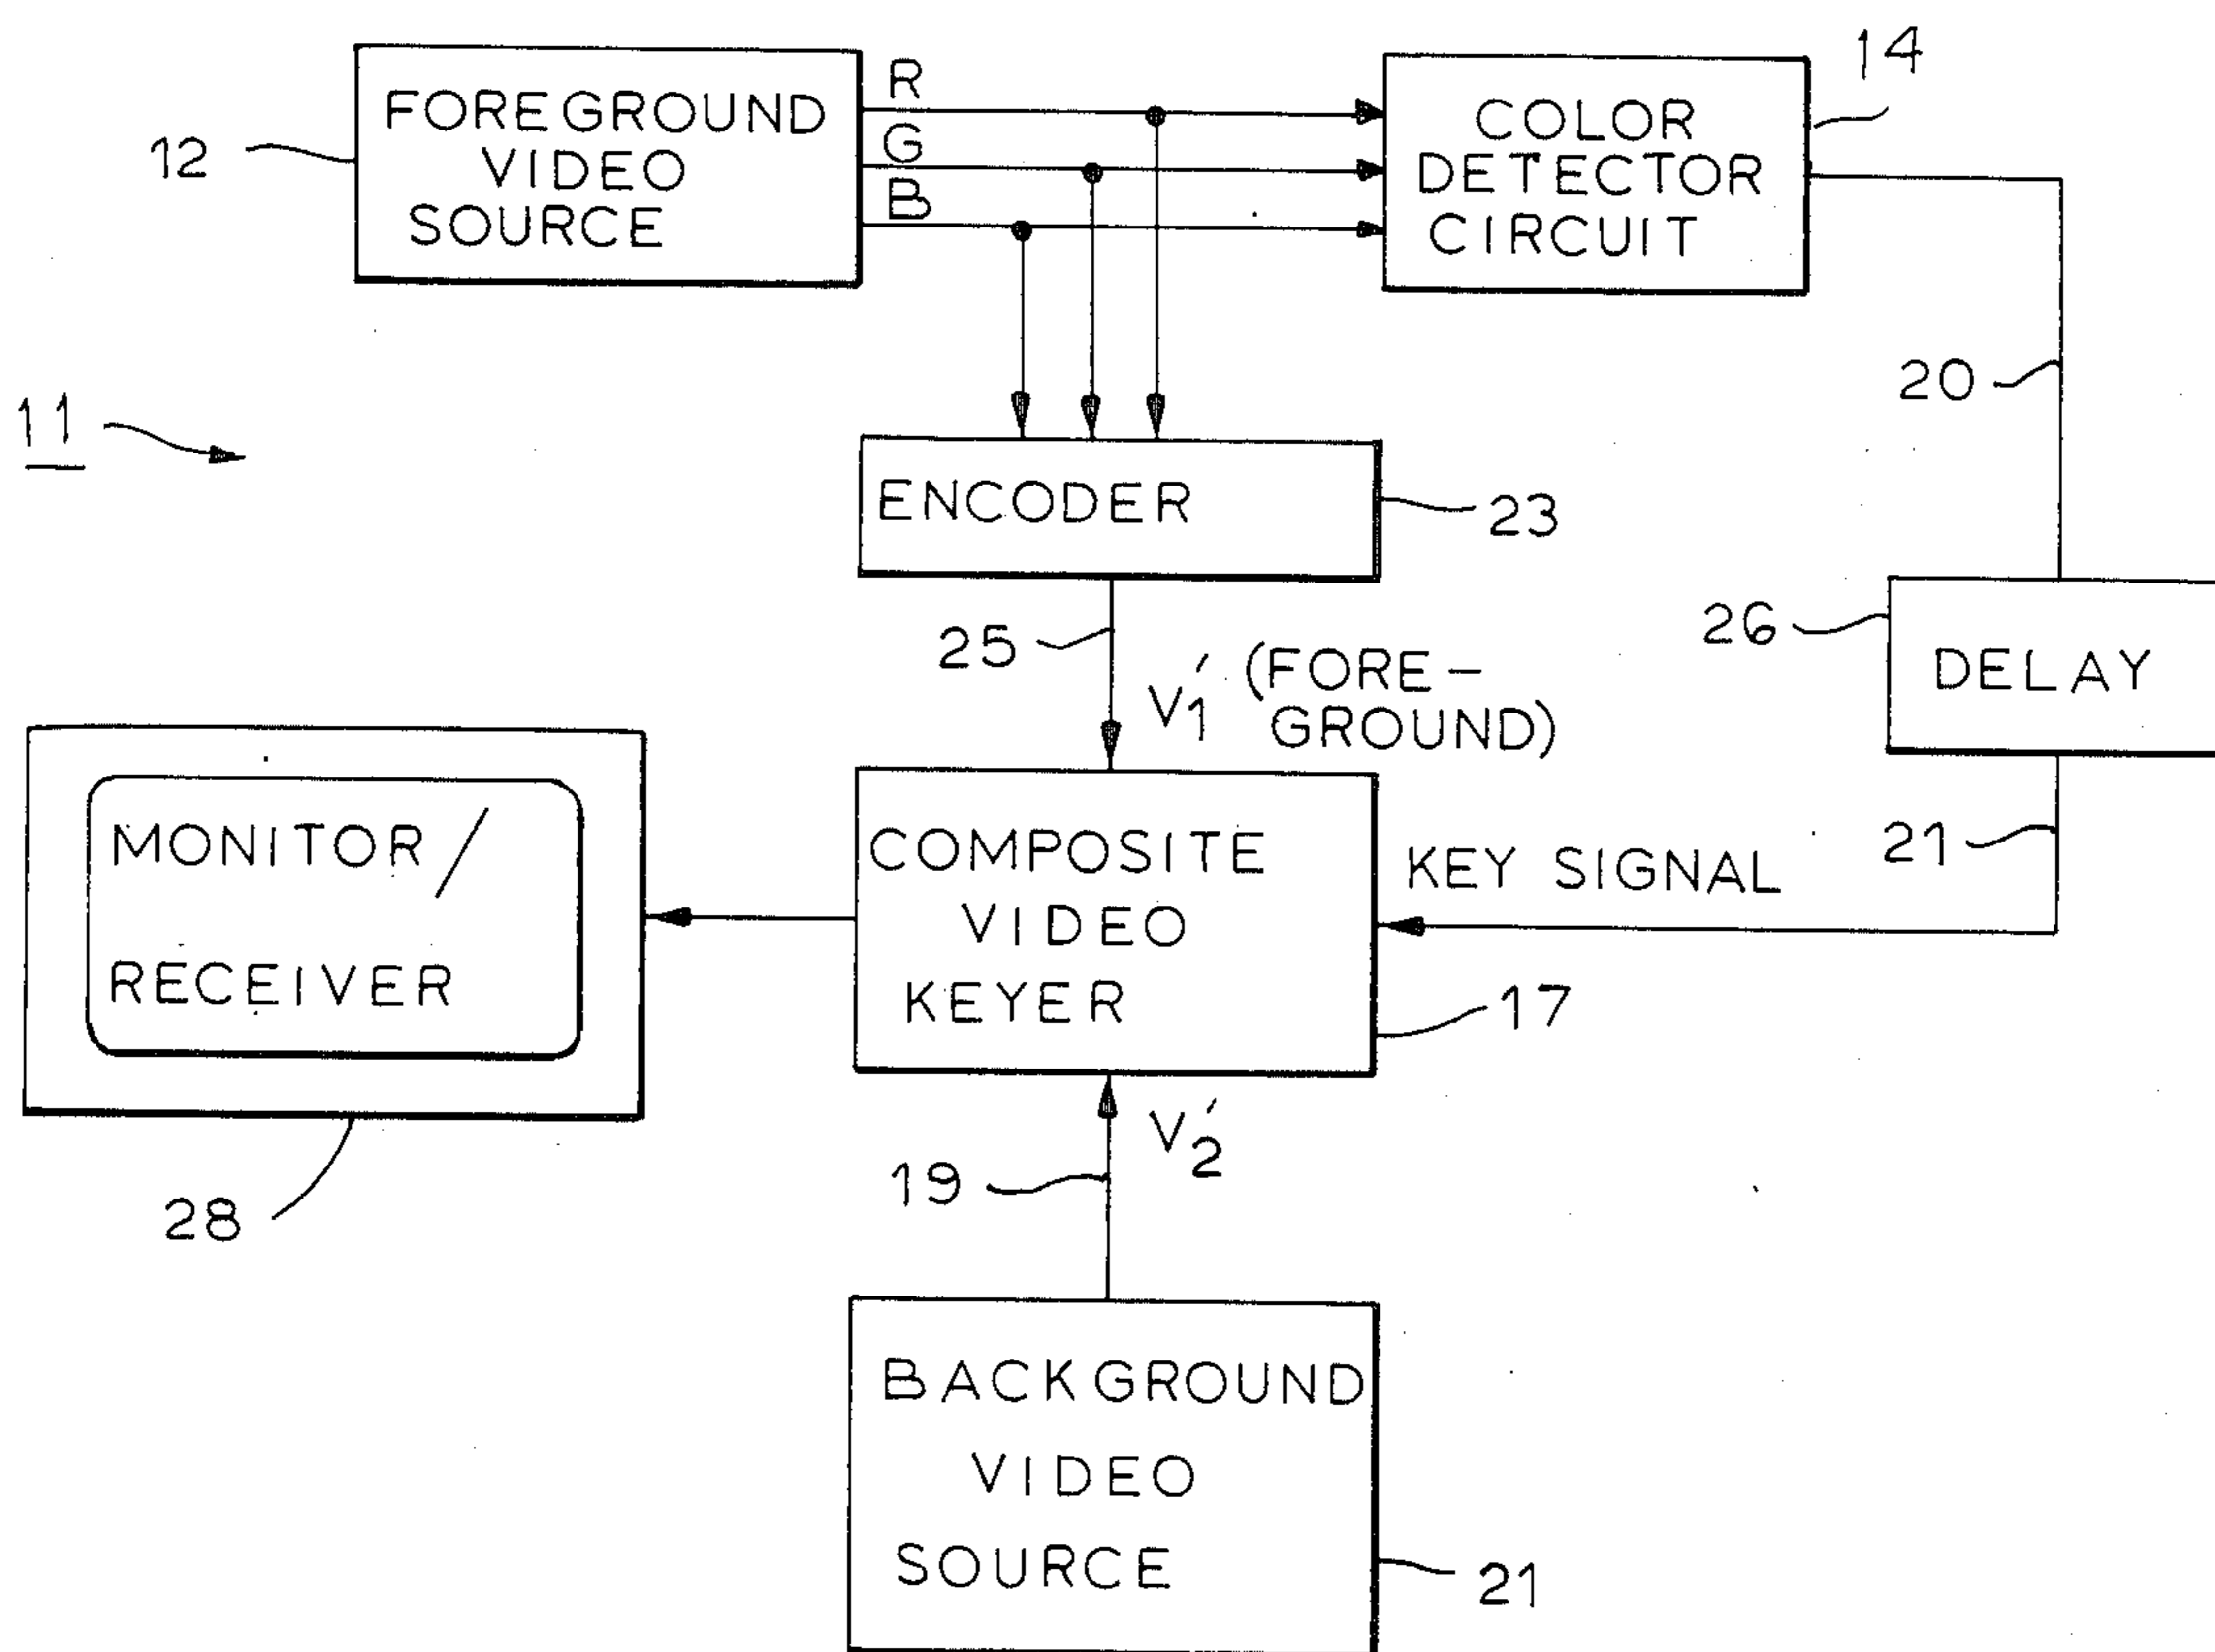 14
R
FOREGROUND
VIDEO
SOURCE
G
B
12
COLOR
DETECTOR
CIRCUIT
20
11
ENCODER
23
26
DELAY
25
V1' (FORE-
GROUND)
MONITOR/
RECEIVER
COMPOSITE
VIDEO
KEYER
KEY SIGNAL
21
17
V2'
19
28
BACKGROUND
VIDEO
SOURCE
21